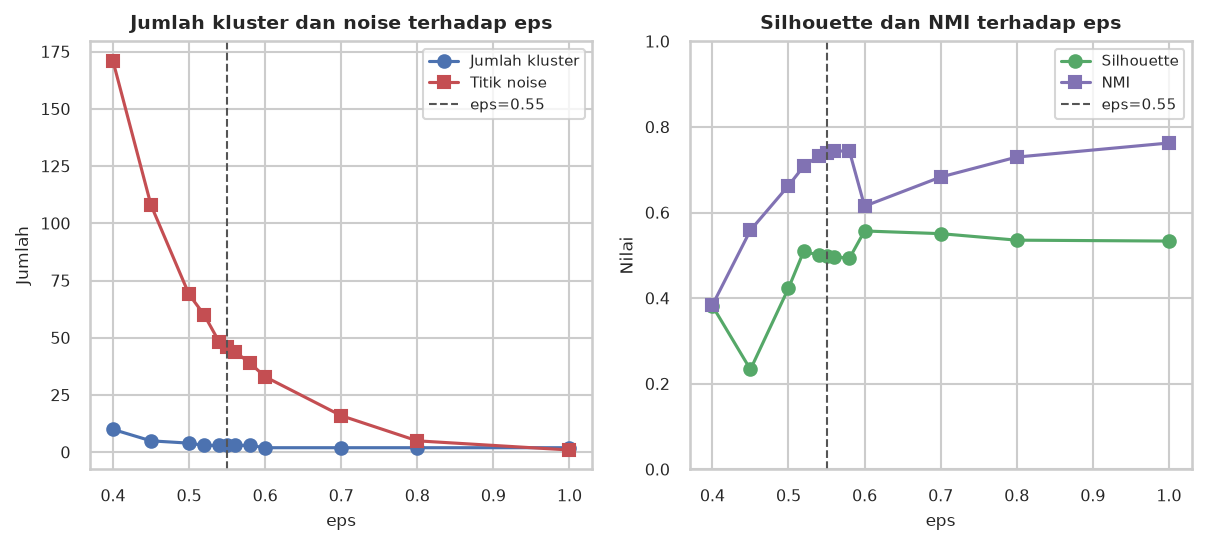 Jumlah kluster dan noise terhadap eps
Jumlah kluster
Titik noise
eps=0.55
175
150
125
100
75
50
25
0
Jumlah
0.4 0.5 0.6 0.7 0.8 0.9 1.0
eps
Silhouette dan NMI terhadap eps
Silhouette
NMI
eps=0.55
1.0
0.8
0.6
0.4
0.2
0.0
Nilai
0.4 0.5 0.6 0.7 0.8 0.9 1.0
eps